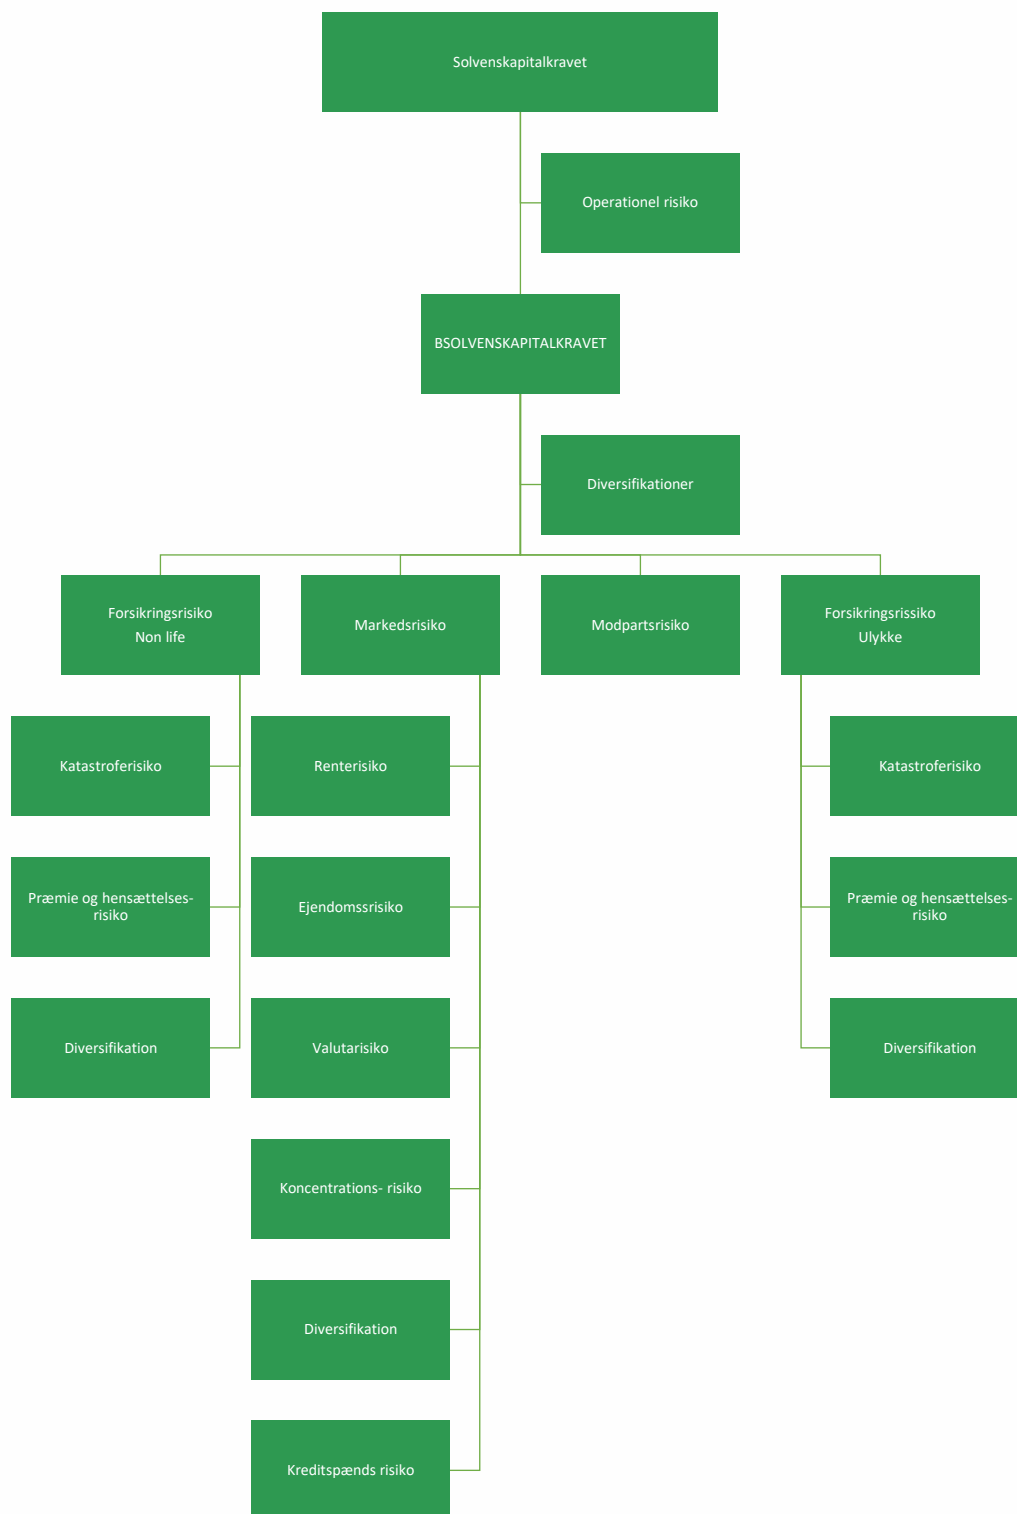 Solvenskapitalkravet
Operationel risiko
BSOLVENSKAPITALKRAVET
Diversifikationer
Forsikringsrisiko
Non life
Markedsrisiko
Modpartsrisiko
Forsikringsrissiko
Ulykke
Katastroferisiko
Renterisiko
Katastroferisiko
Præmie og hensættelses-
risiko
Ejendomssrisiko
Præmie og hensættelses-
risiko
Diversifikation
Valutarisiko
Diversifikation
Koncentrations- risiko
Diversifikation
Kreditspænds risiko